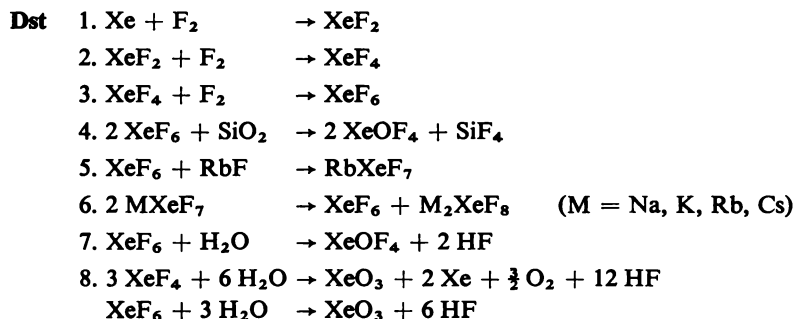 Dst 1. Xe + F₂ → XeF₂
2. XeF₂ + F₂ → XeF₄
3. XeF₄ + F₂ → XeF₆
4. 2 XeF₆ + SiO₂ → 2 XeOF₄ + SiF₄
5. XeF₆ + RbF → RbXeF₇
6. 2 MXeF₇ → XeF₆ + M₂XeF₈ (M = Na, K, Rb, Cs)
7. XeF₆ + H₂O → XeOF₄ + 2 HF
8. 3 XeF₄ + 6 H₂O → XeO₃ + 2 Xe + 3/2 O₂ + 12 HF
XeF₆ + 3 H₂O → XeO₃ + 6 HF